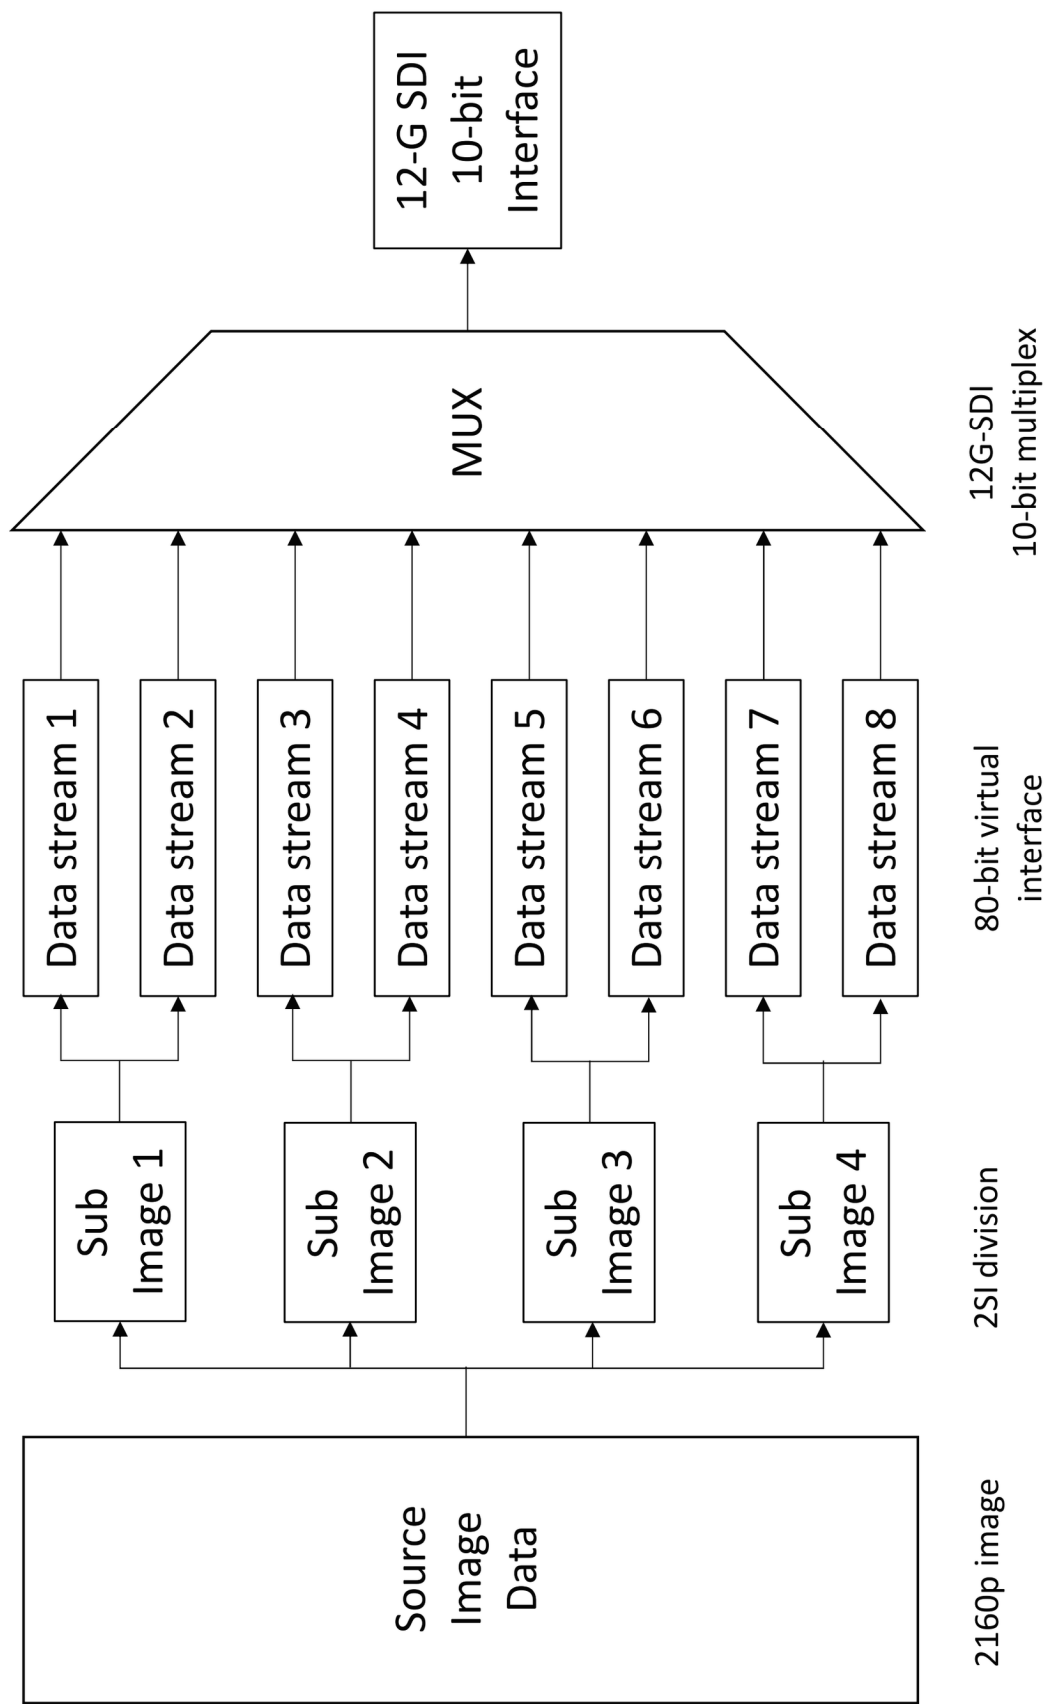 Source
Image
Data
Sub
Image 1
Sub
Image 2
Sub
Image 3
Sub
Image 4
Data stream 1
Data stream 2
Data stream 3
Data stream 4
Data stream 5
Data stream 6
Data stream 7
Data stream 8
MUX
12-G SDI
10-bit
Interface
2160p image
2SI division
80-bit virtual
interface
12G-SDI
10-bit multiplex